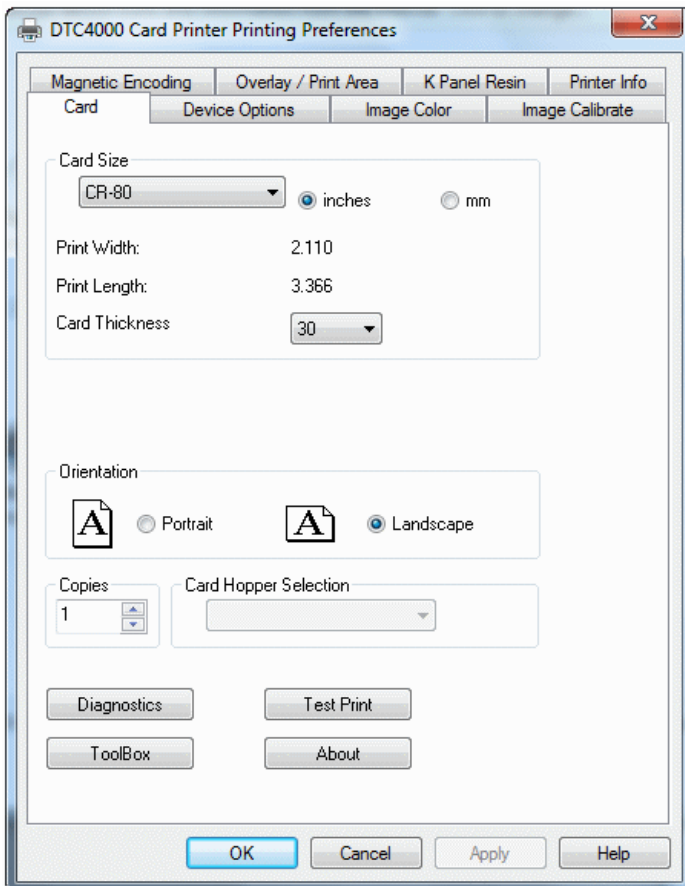 DTC4000 Card Printer Printing Preferences
Magnetic Encoding Overlay / Print Area K Panel Resin Printer Info
Card Device Options Image Color Image Calibrate
Card Size
CR-80 inches mm
Print Width: 2.110
Print Length: 3.366
Card Thickness 30
Orientation
A Portrait A Landscape
Copies Card Hopper Selection
1
Diagnostics Test Print
ToolBox About
OK Cancel Apply Help